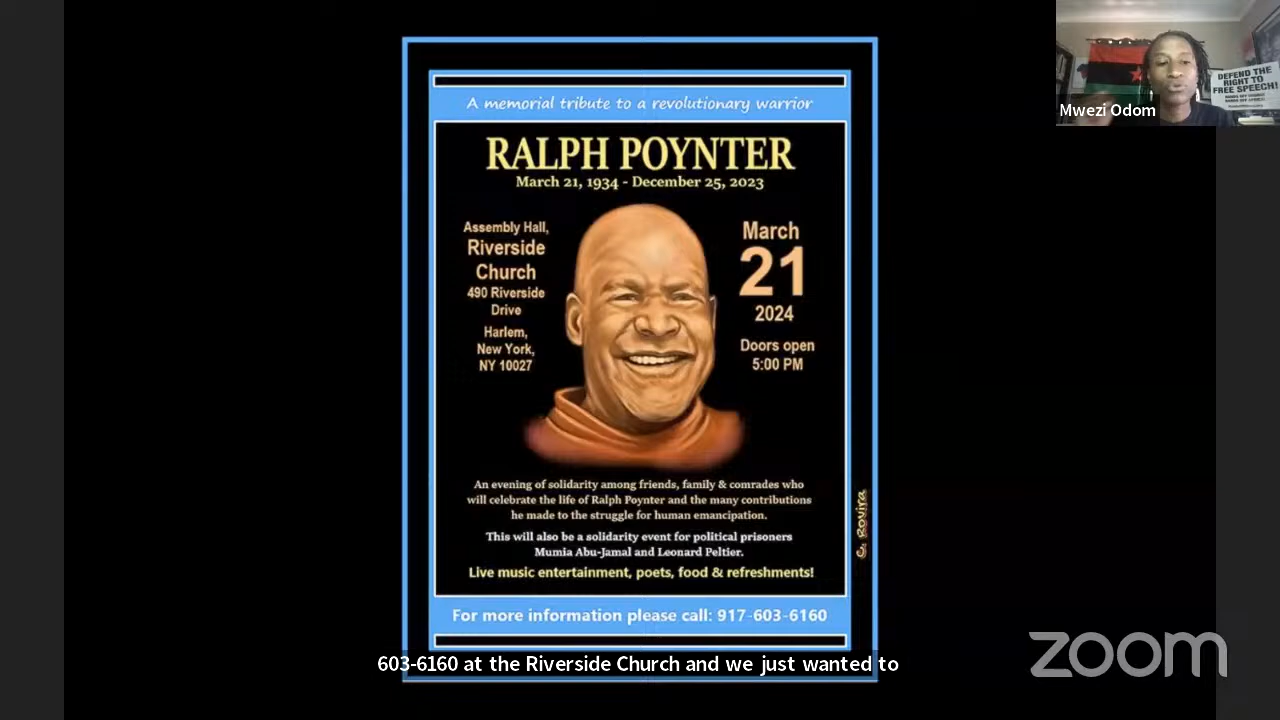 A memorial tribute to a revolutionary warrior
RALPH POYNTER
March 21, 1934 - December 25, 2023
Assembly Hall,
Riverside
Church
490 Riverside
Drive
Harlem,
New York,
NY 10027
March
21
2024
Doors open
5:00 PM
An evening of solidarity among friends, family & comrades who
will celebrate the life of Ralph Poynter and the many contributions
he made to the struggle for human emancipation.
This will also be a solidarity event for political prisoners
Mumia Abu-Jamal and Leonard Peltier.
Live music entertainment, poets, food & refreshments!
C. Rovira
For more information please call: 917-603-6160
603-6160 at the Riverside Church and we just wanted to
DEFEND THE
RIGHT TO
FREE SPEECH!
Mwezi Odom
zoom